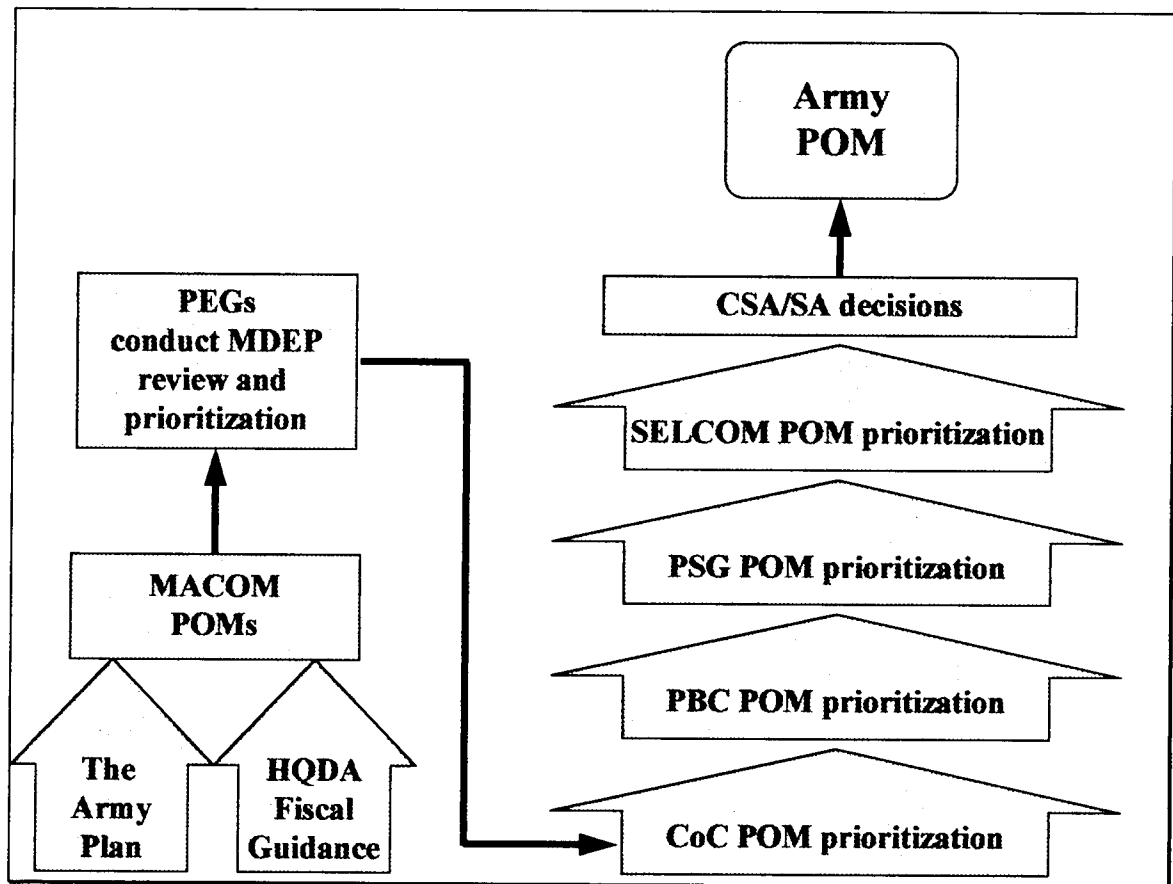 Army
POM
PEGs
conduct MDEP
review and
prioritization
CSA/SA decisions
SELCOM POM prioritization
MACOM
POMs
PSG POM prioritization
PBC POM prioritization
The
Army
Plan
HQDA
Fiscal
Guidance
CoC POM prioritization